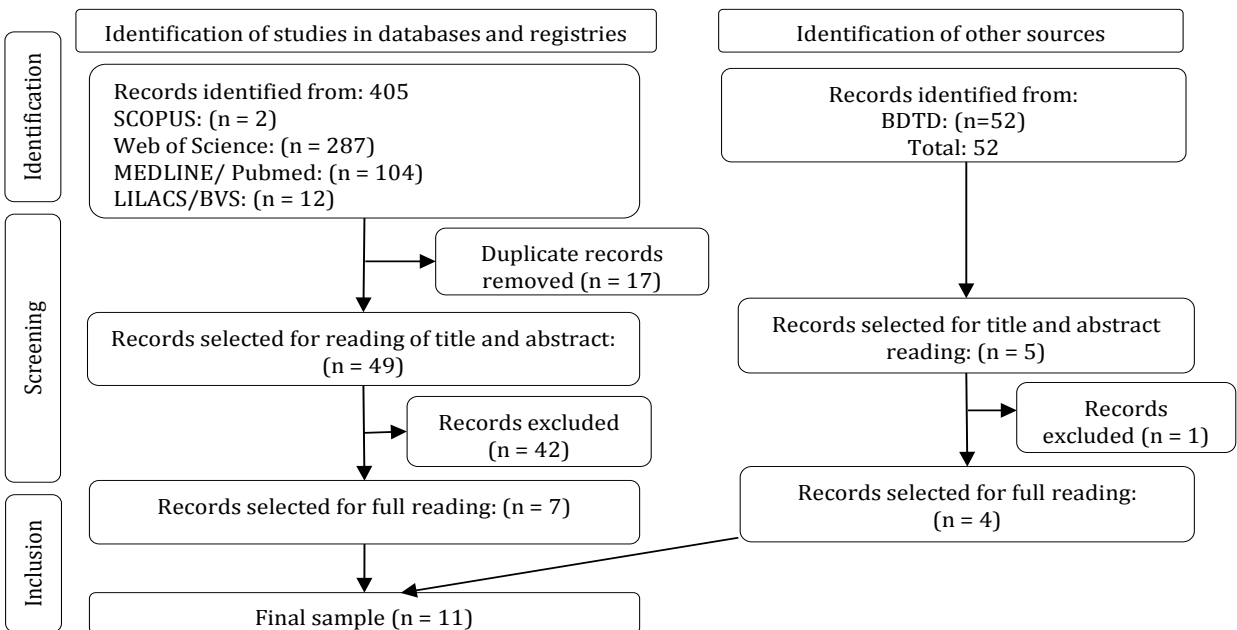 Identification of studies in databases and registries
Identification of other sources
Identification
Records identified from: 405
SCOPUS: (n = 2)
Web of Science: (n = 287)
MEDLINE/ Pubmed: (n = 104)
LILACS/BVS: (n = 12)
Records identified from:
BDTD: (n=52)
Total: 52
Screening
Duplicate records
removed (n = 17)
Records selected for reading of title and abstract:
(n = 49)
Records selected for title and abstract
reading: (n = 5)
Records excluded
(n = 42)
Records
excluded (n = 1)
Inclusion
Records selected for full reading: (n = 7)
Records selected for full reading:
(n = 4)
Final sample (n = 11)